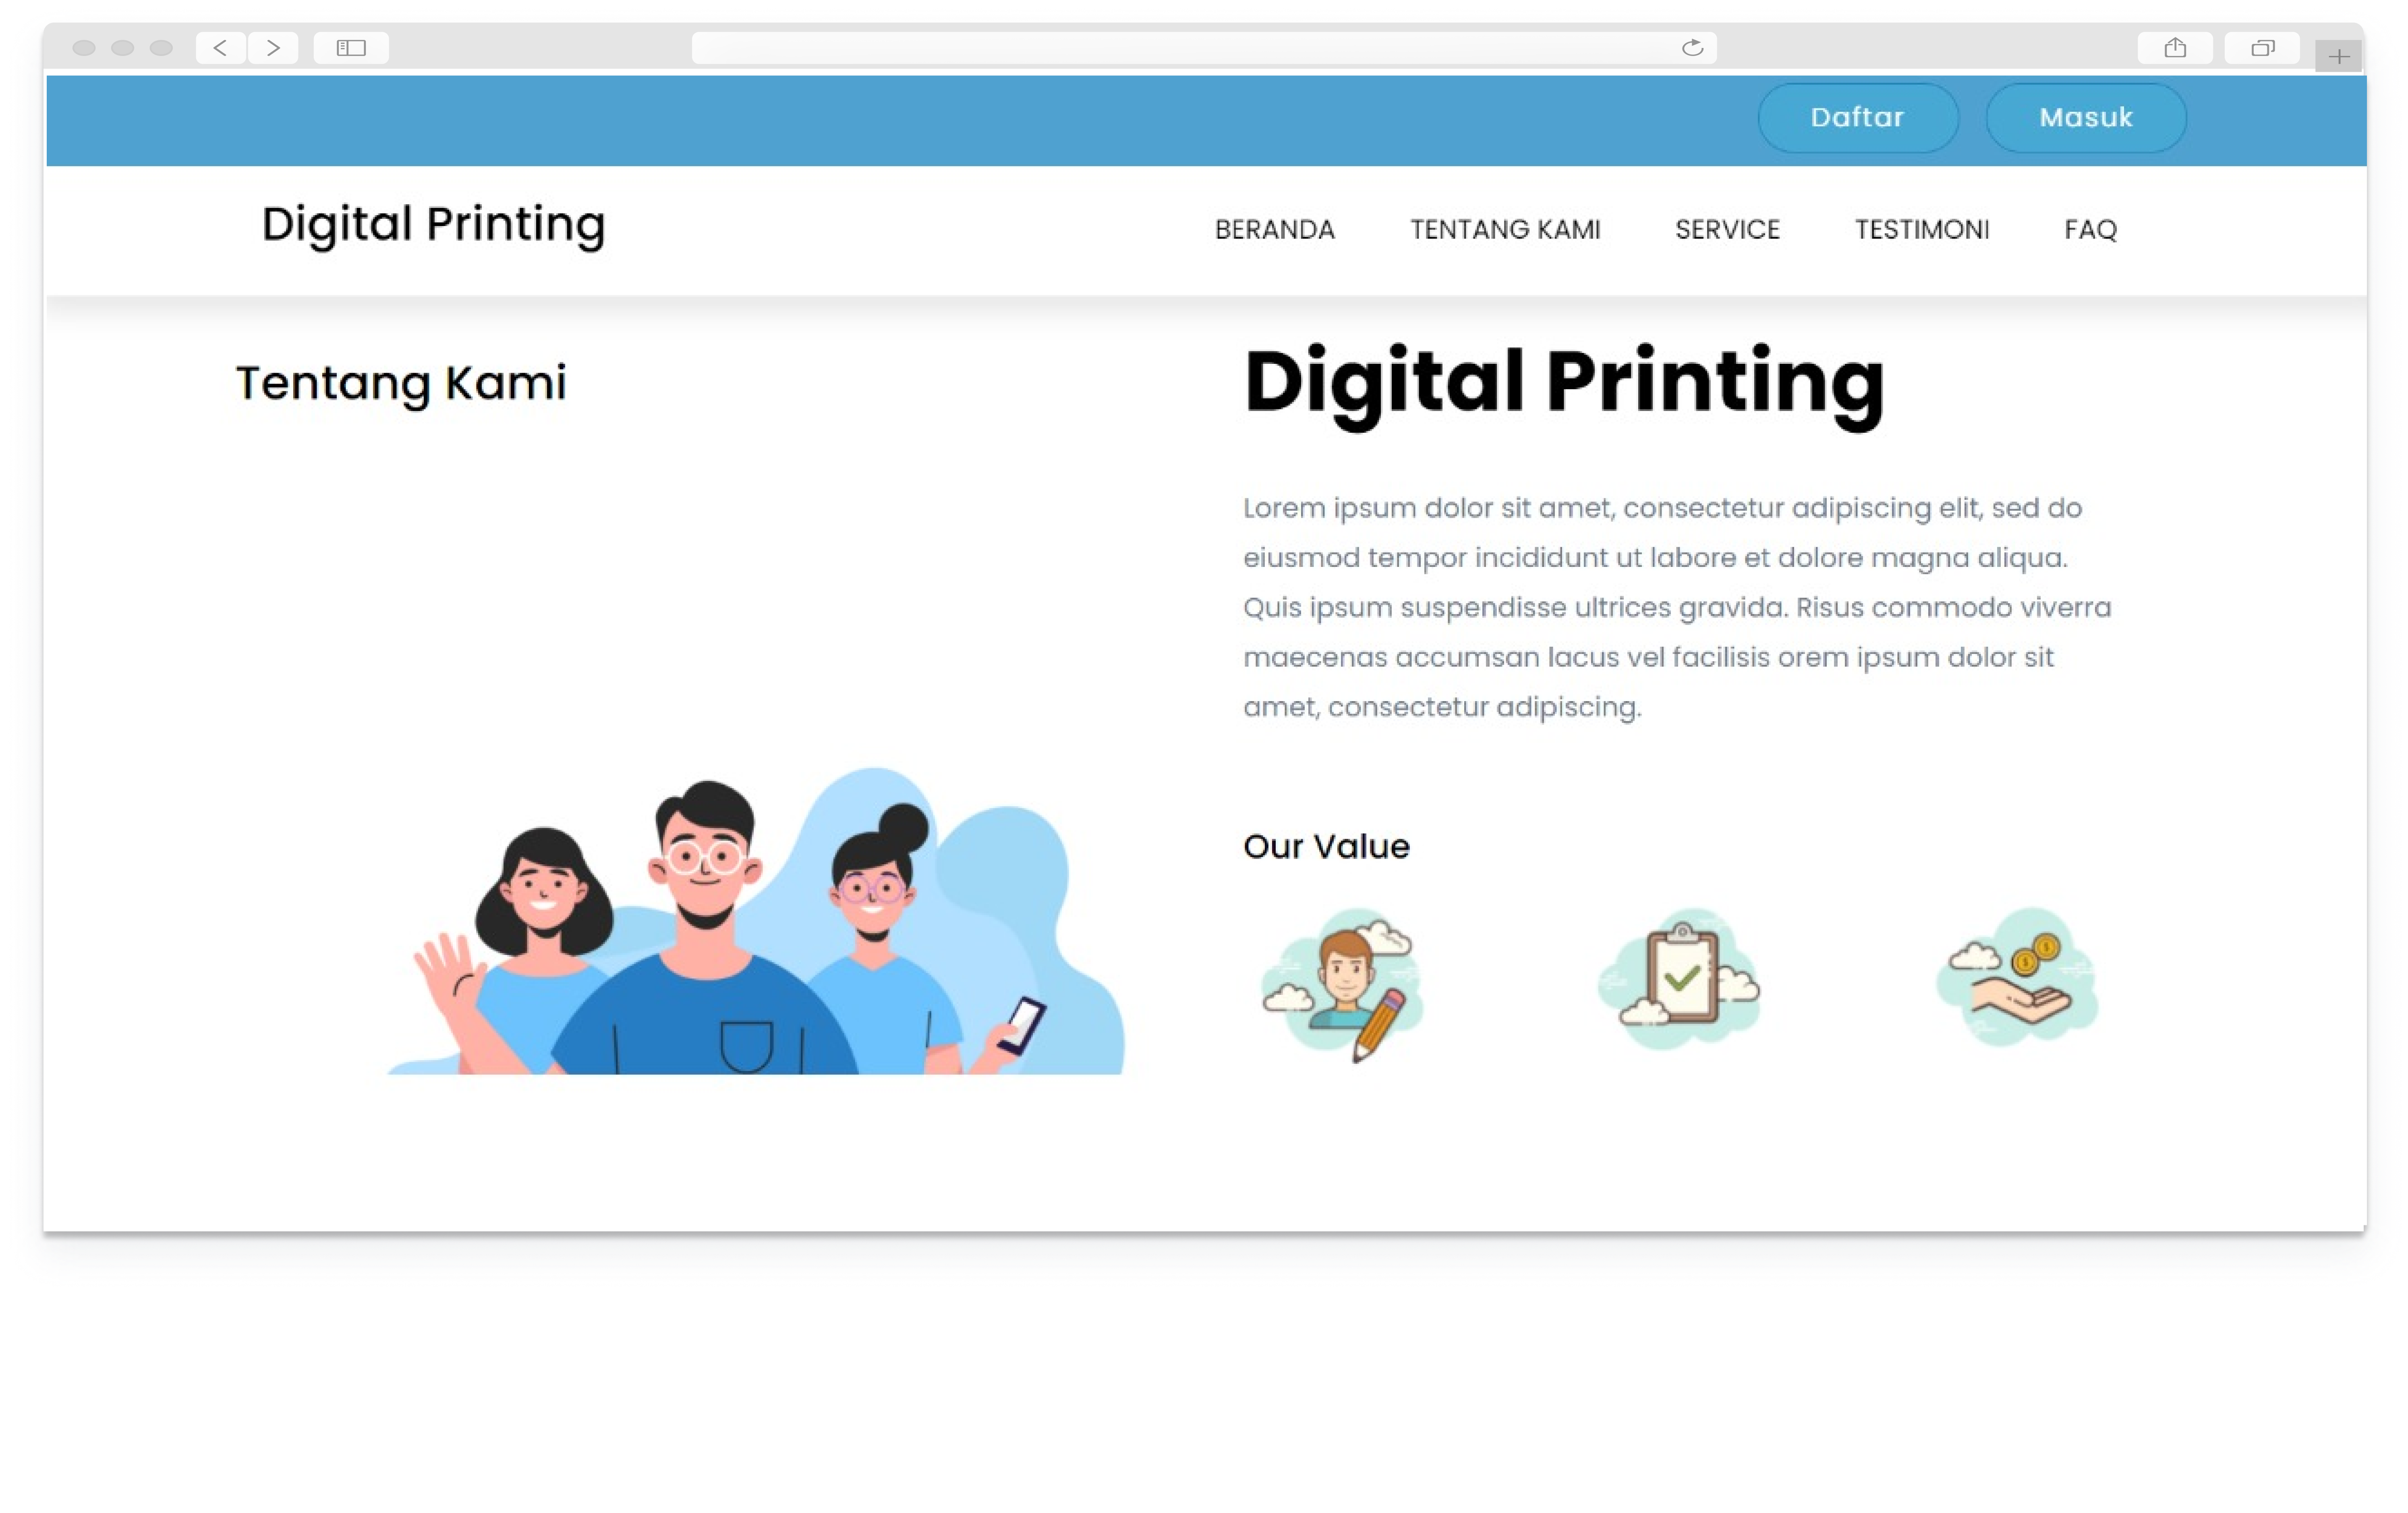 Daftar
Masuk
Digital Printing
BERANDA
TENTANG KAMI
SERVICE
TESTIMONI
FAQ
Tentang Kami
Digital Printing
Lorem ipsum dolor sit amet, consectetur adipiscing elit, sed do
eiusmod tempor incididunt ut labore et dolore magna aliqua.
Quis ipsum suspendisse ultrices gravida. Risus commodo viverra
maecenas accumsan lacus vel facilisis orem ipsum dolor sit
amet, consectetur adipiscing.
Our Value